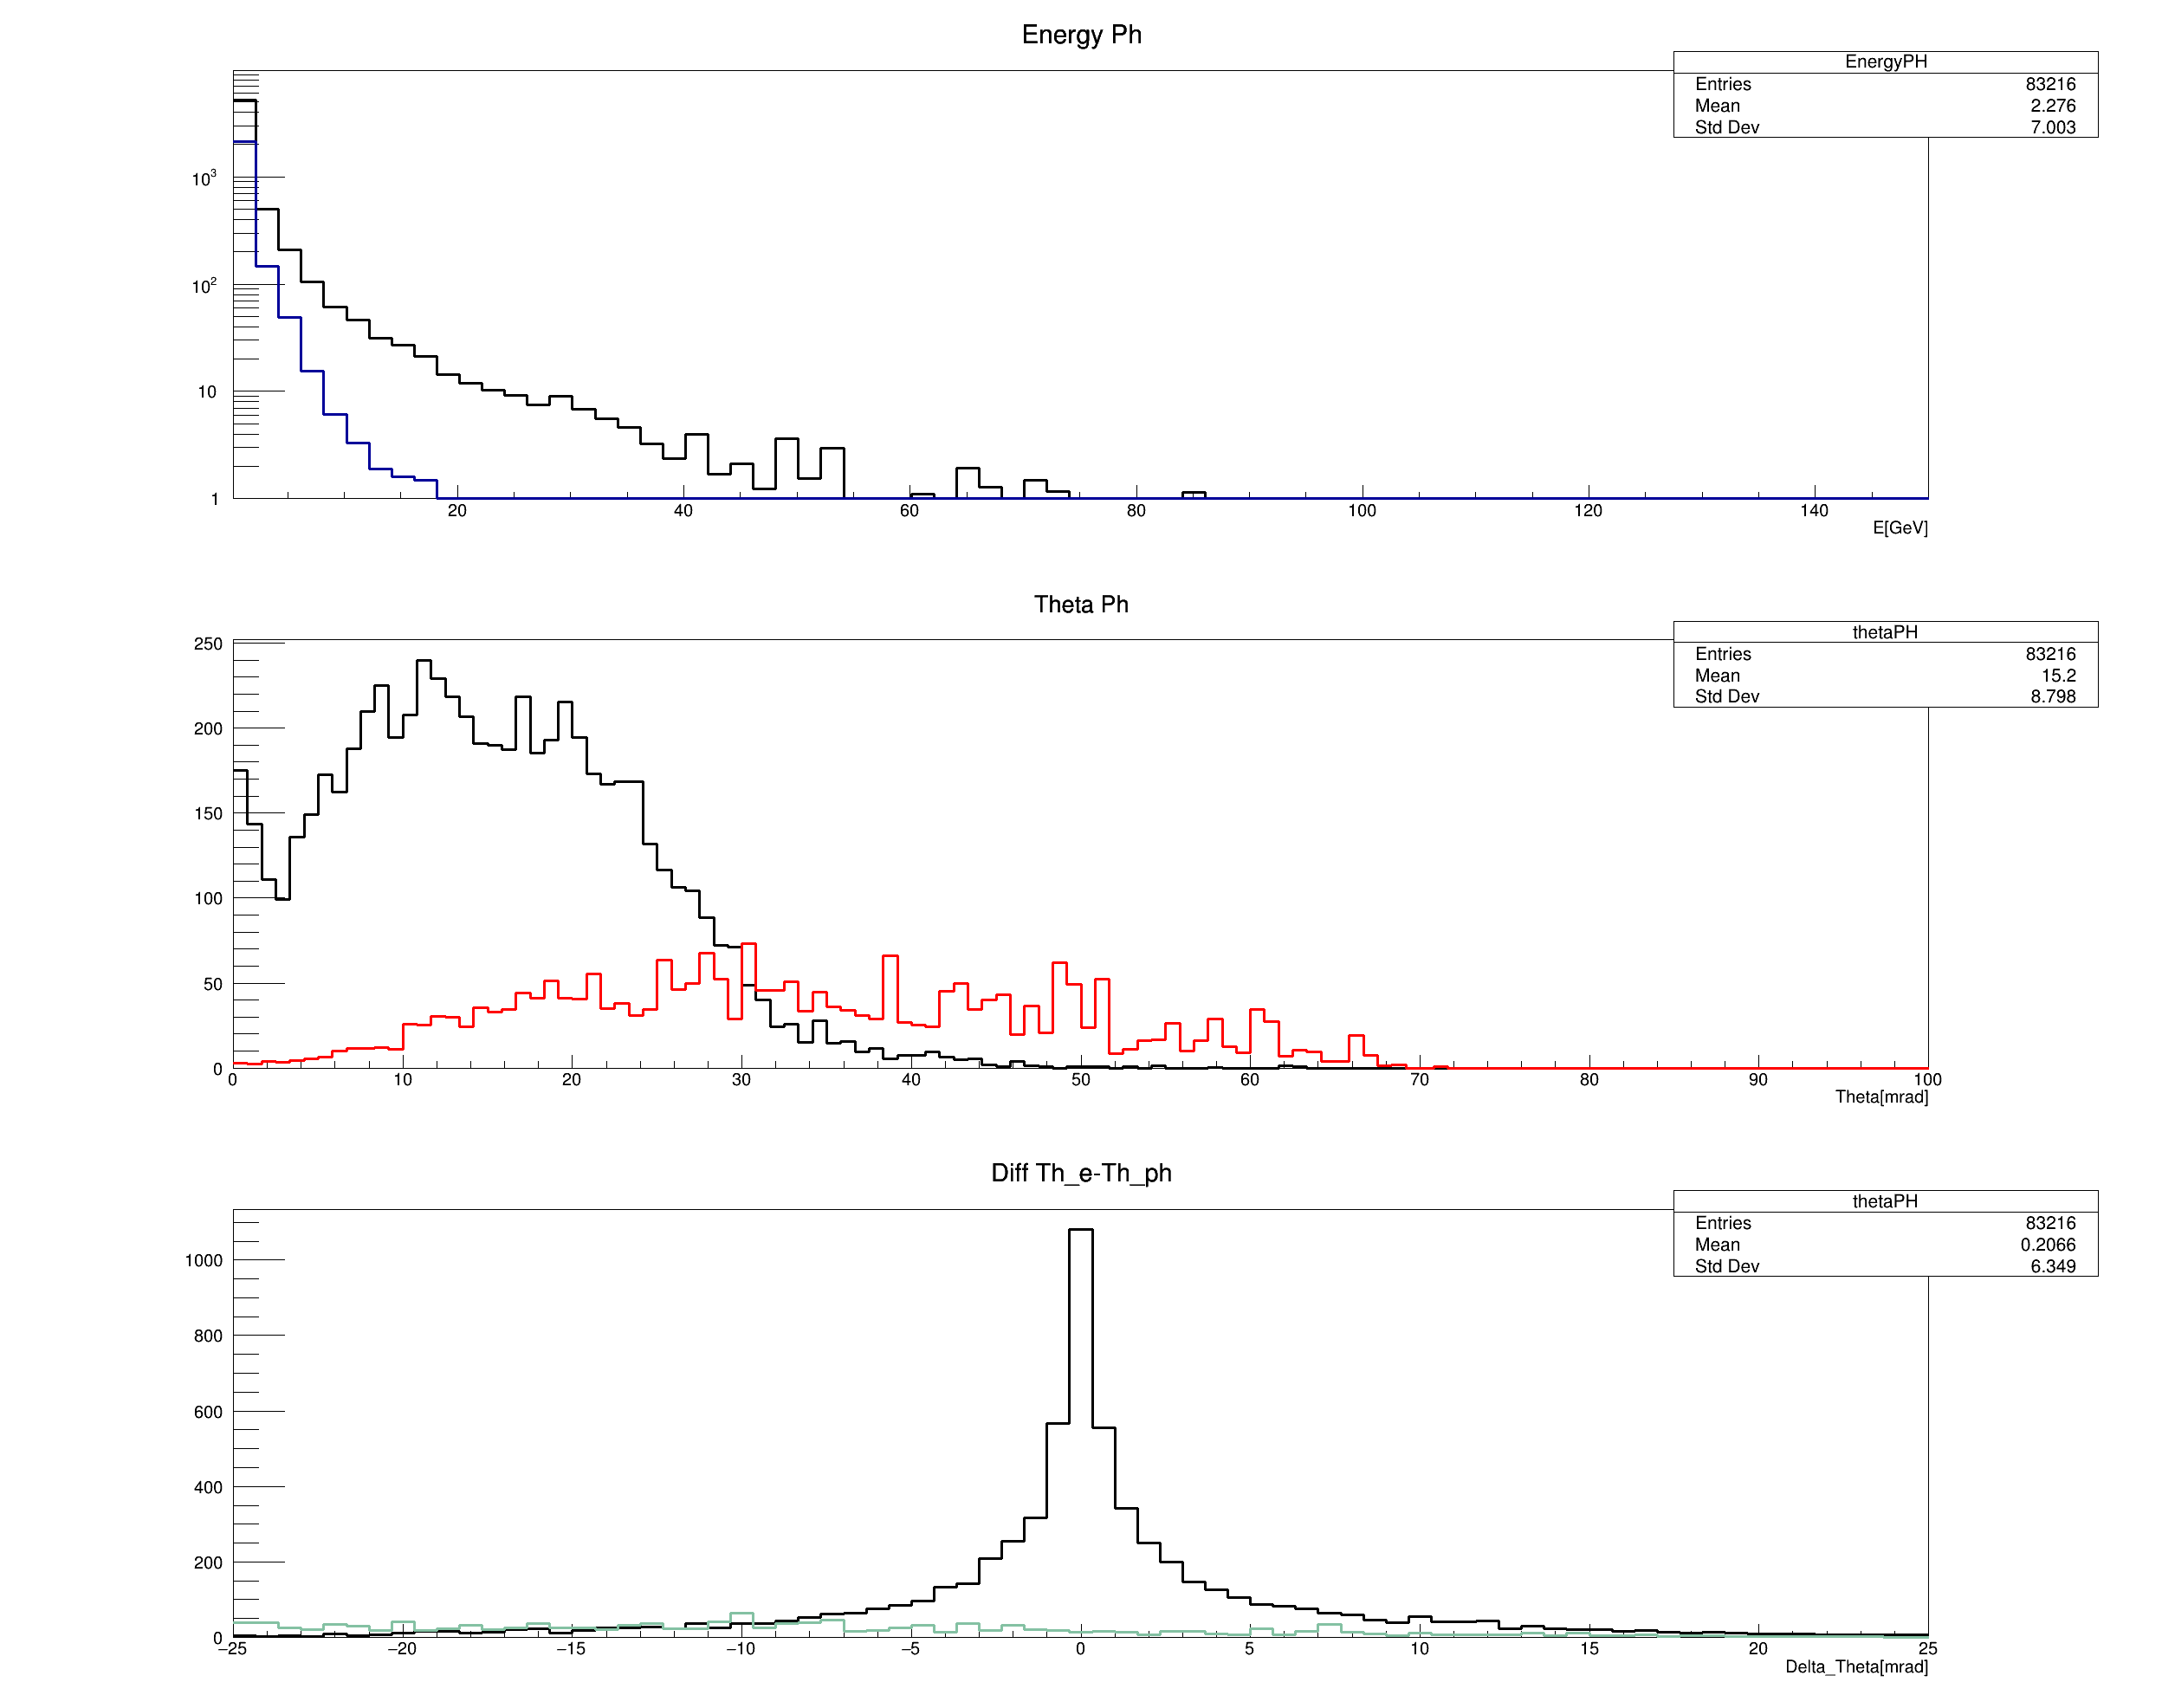 Energy Ph
EnergyPH
Entries 83216
Mean 2.276
Std Dev 7.003
10³
10²
10
1
20 40 60 80 100 120 140
E[GeV]
Theta Ph
thetaPH
Entries 83216
Mean 15.2
Std Dev 8.798
250
200
150
100
50
0
0 10 20 30 40 50 60 70 80 90 100
Theta[mrad]
Diff Th_e-Th_ph
thetaPH
Entries 83216
Mean 0.2066
Std Dev 6.349
1000
800
600
400
200
0
−25 −20 −15 −10 −5 0 5 10 15 20 25
Delta_Theta[mrad]